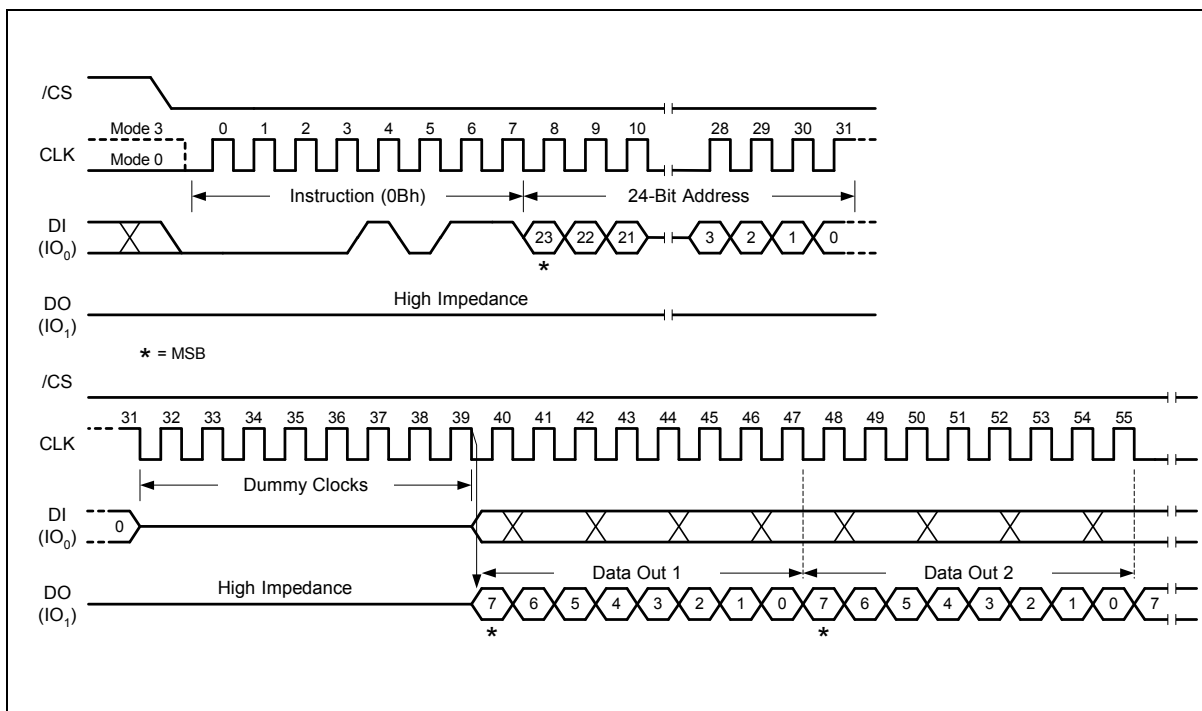 /CS
Mode 3
0 1 2 3 4 5 6 7 8 9 10 28 29 30 31
CLK
Mode 0
Instruction (0Bh) 24-Bit Address
DI
(IO0)
23 22 21 3 2 1 0
*
DO
(IO1)
High Impedance
* = MSB
/CS
31 32 33 34 35 36 37 38 39 40 41 42 43 44 45 46 47 48 49 50 51 52 53 54 55
CLK
Dummy Clocks
DI
(IO0)
0
Data Out 1 Data Out 2
DO
(IO1)
High Impedance
7 6 5 4 3 2 1 0 7 6 5 4 3 2 1 0 7
* *